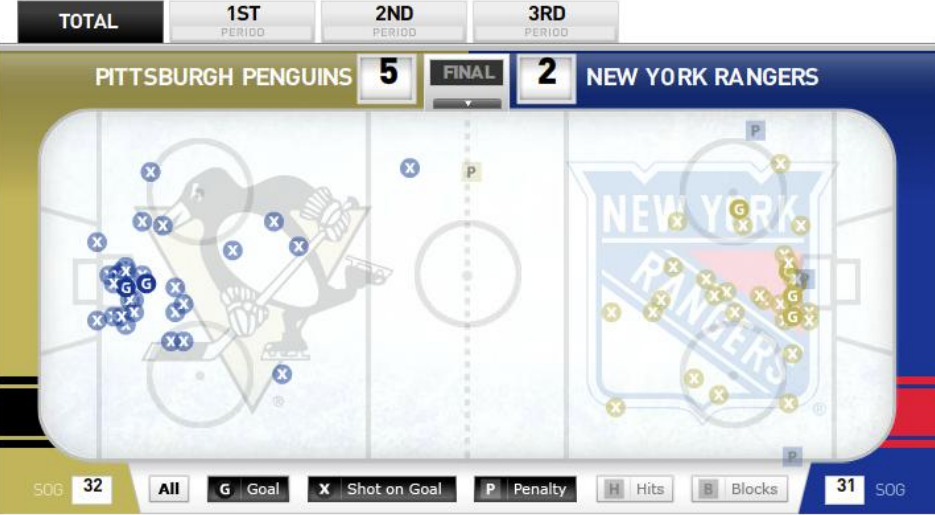 TOTAL 1ST 2ND 3RD
PERIOD PERIOD PERIOD
PITTSBURGH PENGUINS 5 FINAL 2 NEW YORK RANGERS
P
X X X P X
G
X X X X NEW YORK X X X
X X X
RANGERS
X X G G X X X P
X X X X X X G
X X X X X X G X
X X X
X X
® X X X ®
P
SOG 32 All G Goal X Shot on Goal P Penalty H Hits B Blocks 31 SOG